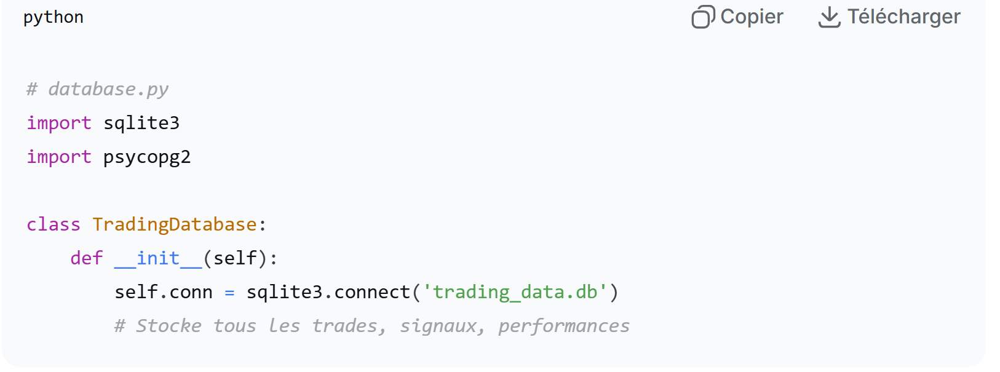 python Copier Télécharger
# database.py
import sqlite3
import psycopg2
class TradingDatabase:
    def __init__(self):
        self.conn = sqlite3.connect('trading_data.db')
        # Stocke tous les trades, signaux, performances